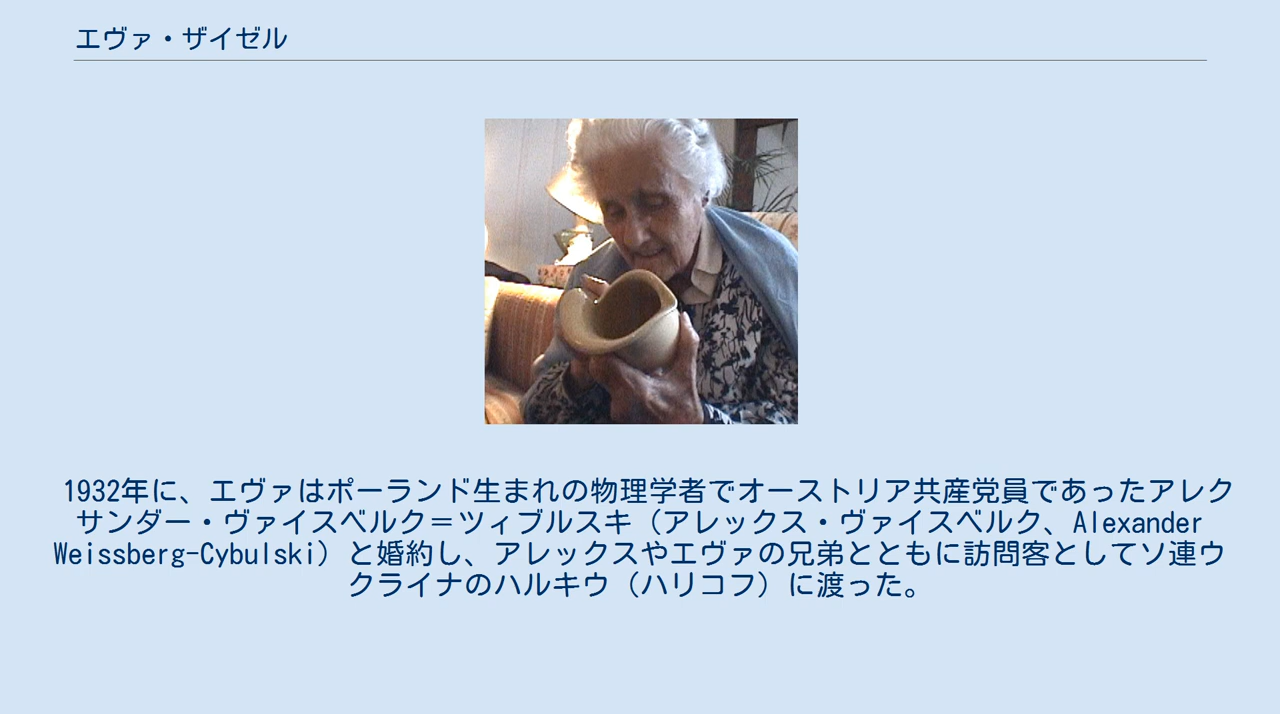 エヴァ・ザイゼル
1932年に、エヴァはポーランド生まれの物理学者でオーストリア共産党員であったアレク
サンダー・ヴァイスベルク＝ツィブルスキ（アレックス・ヴァイスベルク、Alexander
Weissberg-Cybulski）と婚約し、アレックスやエヴァの兄弟とともに訪問客としてソ連ウ
クライナのハルキウ（ハリコフ）に渡った。